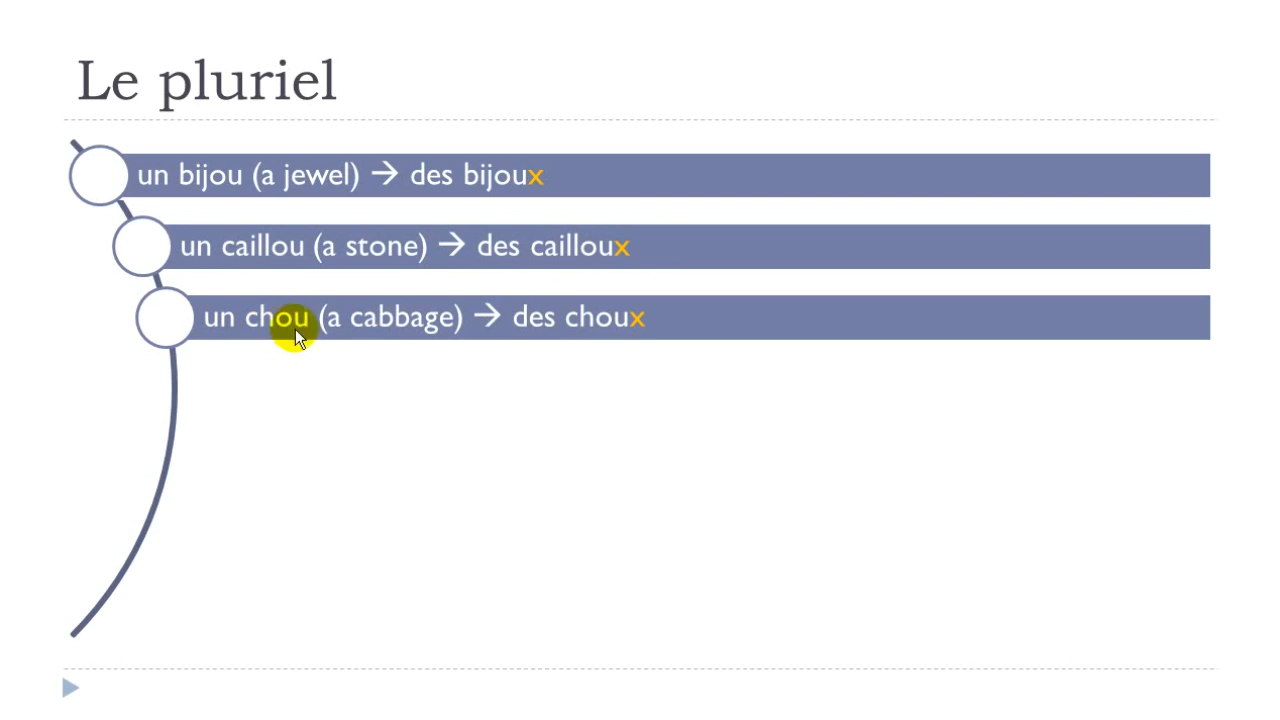 Le pluriel
un bijou (a jewel) → des bijoux
un caillou (a stone) → des cailloux
un chou (a cabbage) → des choux